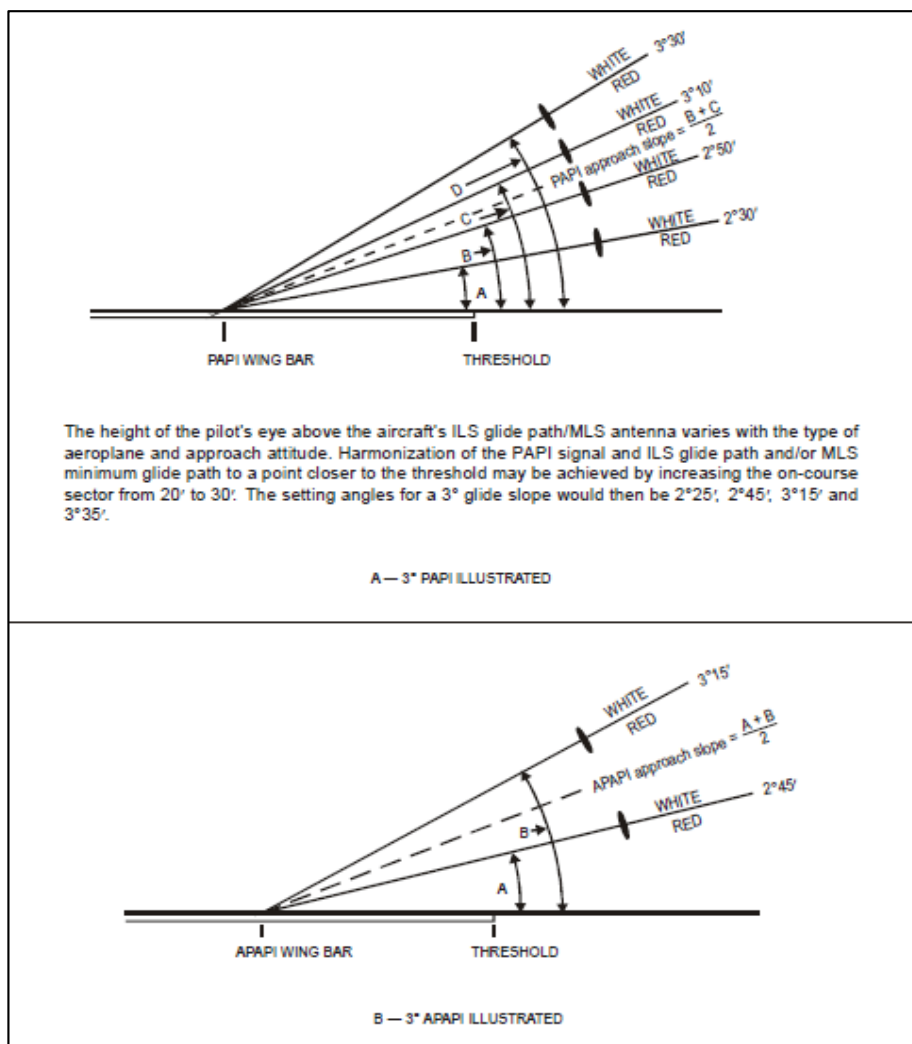 WHITE
RED
3°30′
WHITE
RED
3°10′
PAPI approach slope = B + C
2
WHITE
RED
2°50′
WHITE
RED
2°30′
D
C
B
A
PAPI WING BAR
THRESHOLD
The height of the pilot's eye above the aircraft's ILS glide path/MLS antenna varies with the type of
aeroplane and approach attitude. Harmonization of the PAPI signal and ILS glide path and/or MLS
minimum glide path to a point closer to the threshold may be achieved by increasing the on-course
sector from 20′ to 30′. The setting angles for a 3° glide slope would then be 2°25′, 2°45′, 3°15′ and
3°35′.
A — 3° PAPI ILLUSTRATED
WHITE
RED
3°15′
APAPI approach slope = A + B
2
WHITE
RED
2°45′
B
A
APAPI WING BAR
THRESHOLD
B — 3° APAPI ILLUSTRATED